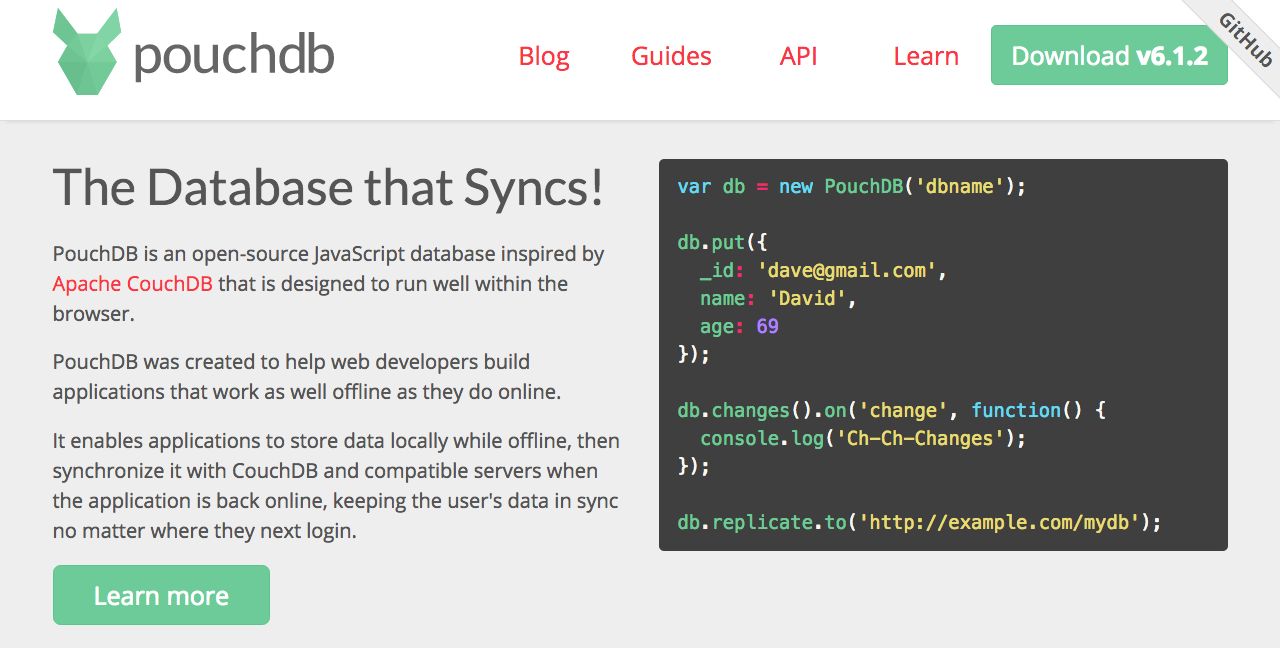 pouchdb
Blog
Guides
API
Learn
Download v6.1.2
GitHub
The Database that Syncs!
PouchDB is an open-source JavaScript database inspired by
Apache CouchDB that is designed to run well within the
browser.
PouchDB was created to help web developers build
applications that work as well offline as they do online.
It enables applications to store data locally while offline, then
synchronize it with CouchDB and compatible servers when
the application is back online, keeping the user's data in sync
no matter where they next login.
Learn more
var db = new PouchDB('dbname');
db.put({
  _id: 'dave@gmail.com',
  name: 'David',
  age: 69
});
db.changes().on('change', function() {
  console.log('Ch-Ch-Changes');
});
db.replicate.to('http://example.com/mydb');